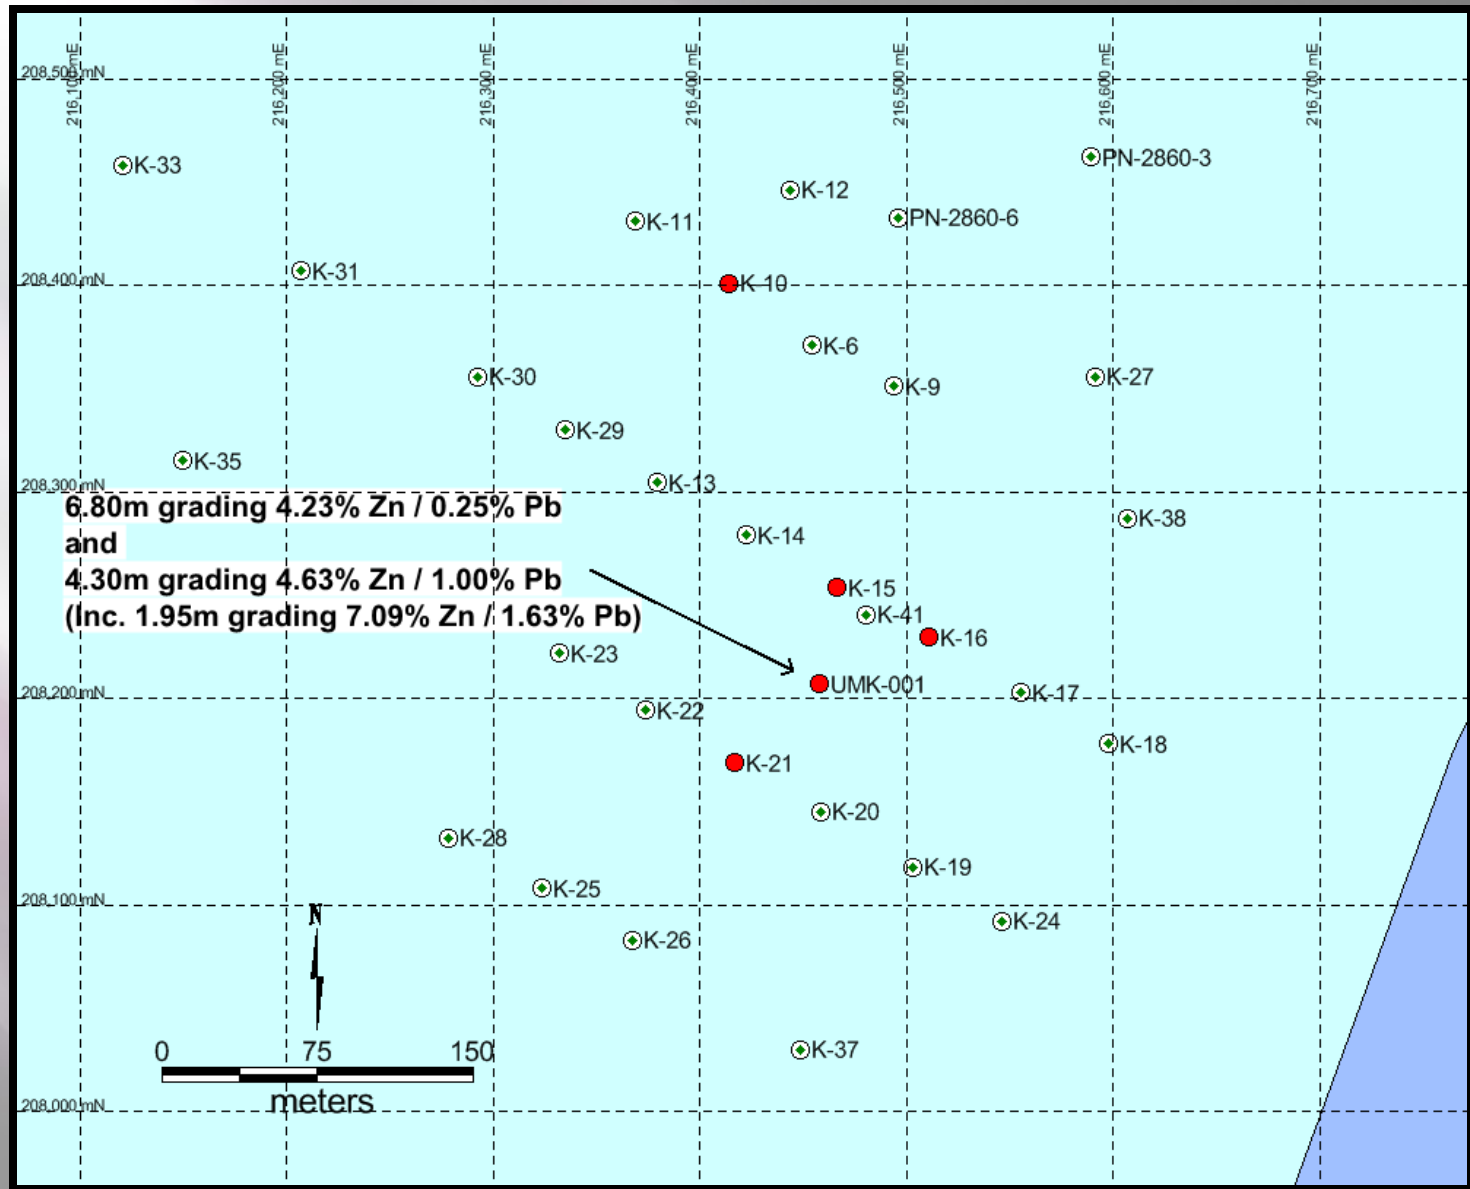 216,100 mE
216,200 mE
216,300 mE
216,400 mE
216,500 mE
216,600 mE
216,700 mE
208,500 mN
K-33
PN-2860-3
K-12
K-11
PN-2860-6
K-31
208,400 mN
K-10
K-6
K-30
K-9
K-27
K-29
K-35
K-13
208,300 mN
6.80m grading 4.23% Zn / 0.25% Pb
and
4.30m grading 4.63% Zn / 1.00% Pb
(Inc. 1.95m grading 7.09% Zn / 1.63% Pb)
K-38
K-14
K-15
K-41
K-16
K-23
UMK-001
K-17
208,200 mN
K-22
K-18
K-21
K-20
K-28
K-19
K-25
208,100 mN
N
K-24
K-26
K-37
0 75 150
meters
208,000 mN